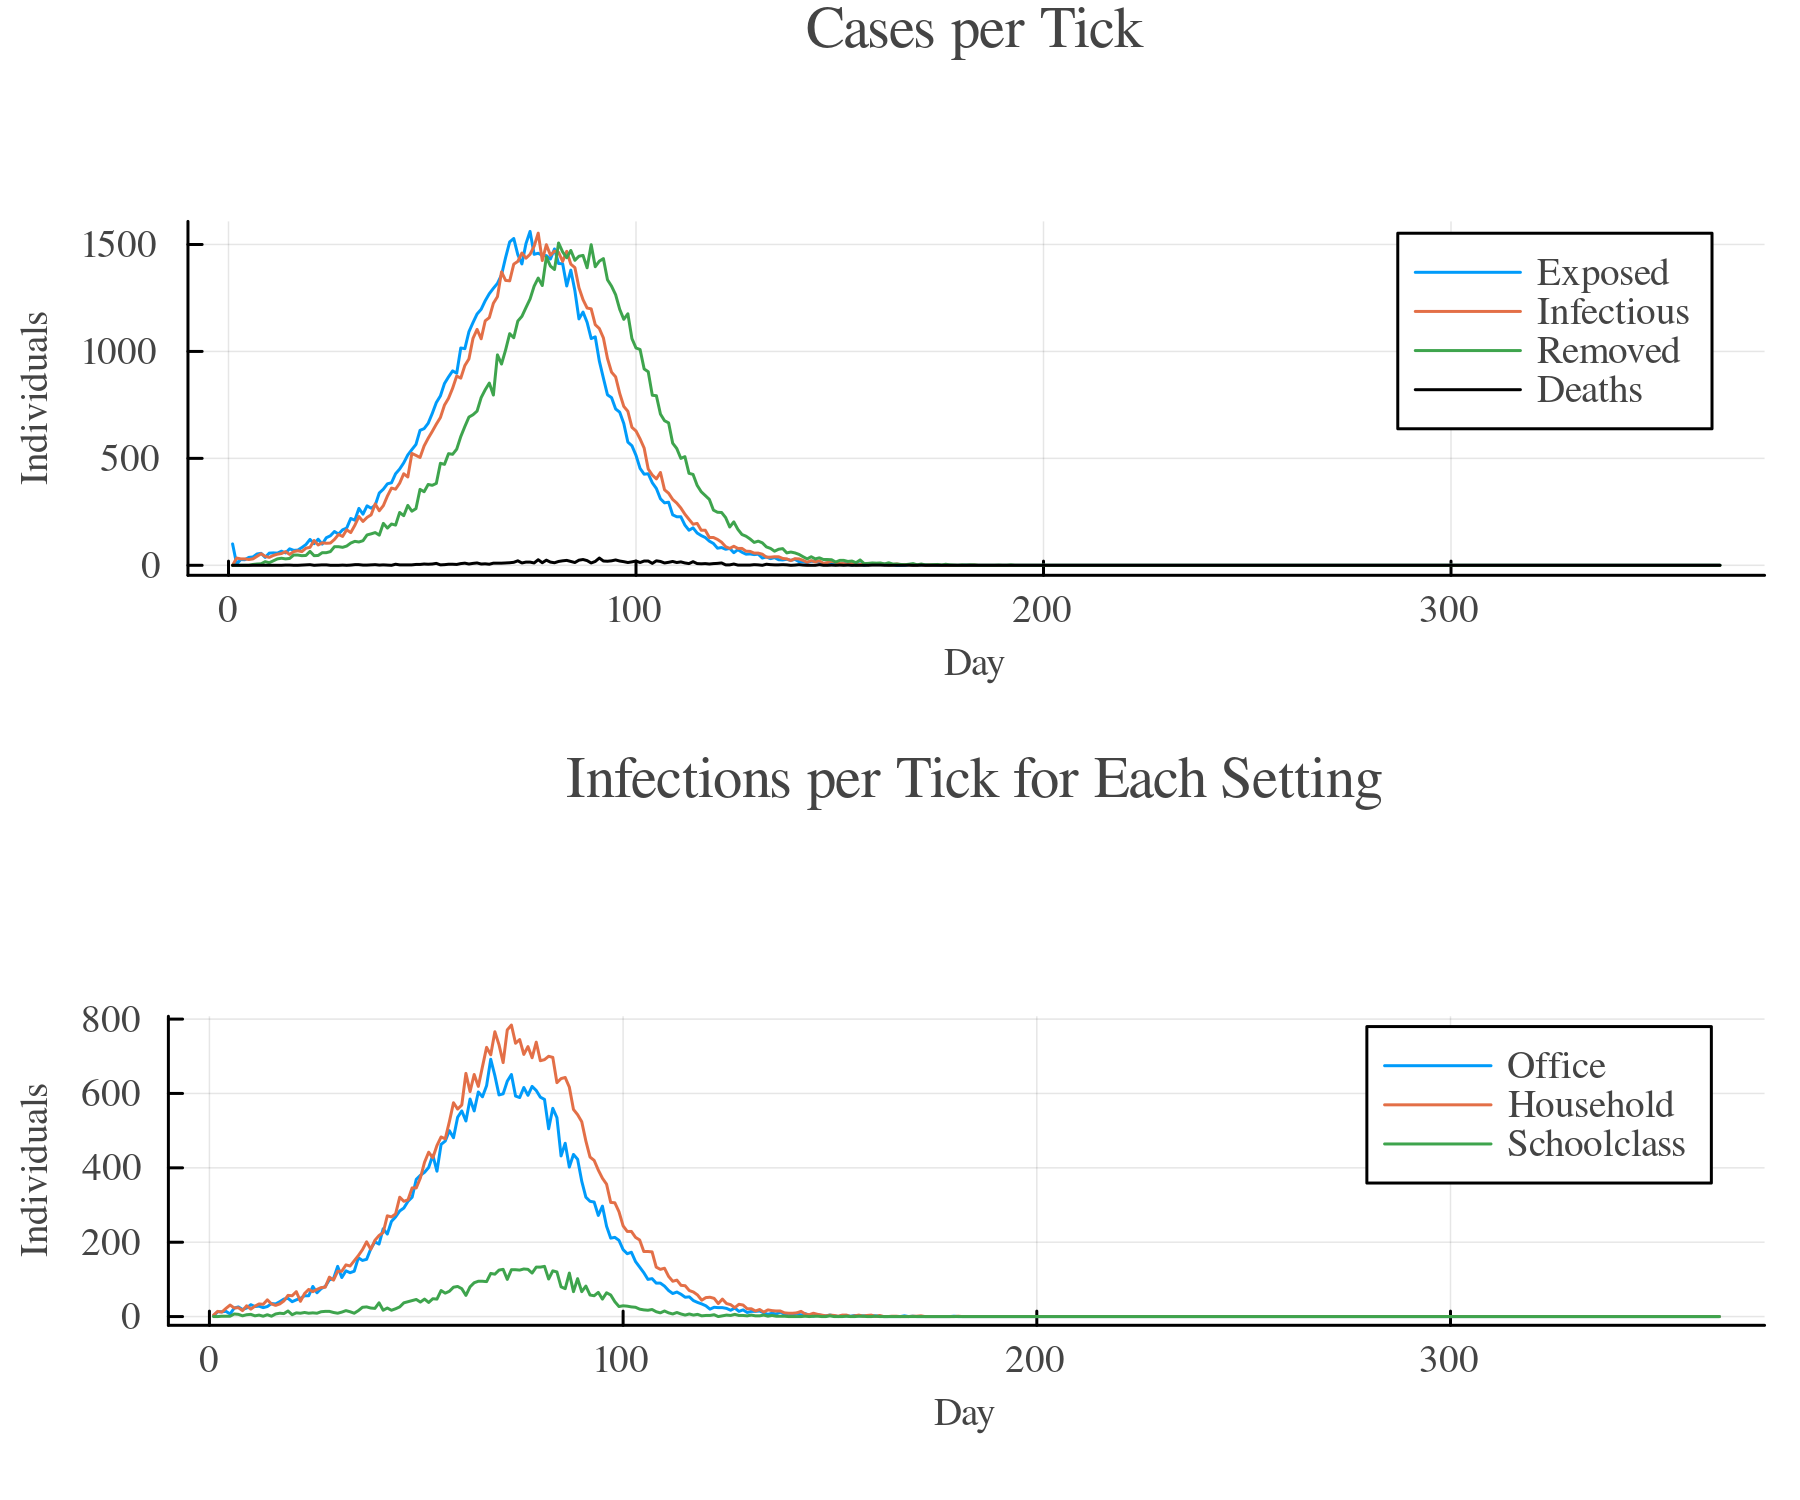 Cases per Tick
1500
1000
500
0
Individuals
Exposed
Infectious
Removed
Deaths
0 100 200 300
Day
Infections per Tick for Each Setting
800
600
400
200
0
Individuals
Office
Household
Schoolclass
0 100 200 300
Day